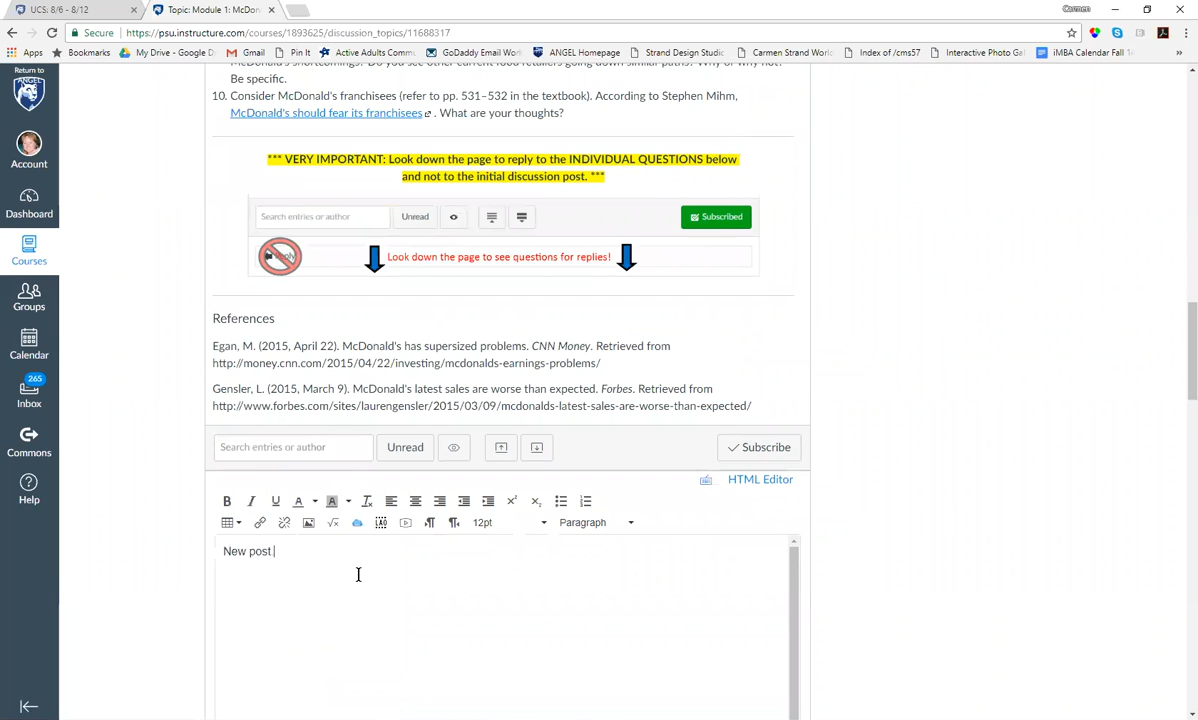 UCS: 8/6 - 8/12
Topic: Module 1: McDon
Carmen
Secure
https://psu.instructure.com/courses/1893625/discussion_topics/11688317
Apps
Bookmarks
My Drive - Google D
Gmail
Pin It
Active Adults Commu
GoDaddy Email Work
ANGEL Homepage
Strand Design Studio
Carmen Strand World
Index of /cms57
Interactive Photo Gal
iMBA Calendar Fall 1
Return to
ANGEL
Account
Dashboard
Courses
Groups
Calendar
265
Inbox
Commons
Help
McDonald's shortcomings? Do you see other current food retailers going down similar paths? Why or why not?
Be specific.
10. Consider McDonald's franchisees (refer to pp. 531–532 in the textbook). According to Stephen Mihm,
McDonald's should fear its franchisees . What are your thoughts?
*** VERY IMPORTANT: Look down the page to reply to the INDIVIDUAL QUESTIONS below
and not to the initial discussion post. ***
Search entries or author
Unread
Subscribed
Reply
Look down the page to see questions for replies!
References
Egan, M. (2015, April 22). McDonald's has supersized problems. CNN Money. Retrieved from
http://money.cnn.com/2015/04/22/investing/mcdonalds-earnings-problems/
Gensler, L. (2015, March 9). McDonald's latest sales are worse than expected. Forbes. Retrieved from
http://www.forbes.com/sites/laurengensler/2015/03/09/mcdonalds-latest-sales-are-worse-than-expected/
Search entries or author
Unread
Subscribe
HTML Editor
12pt
Paragraph
New post